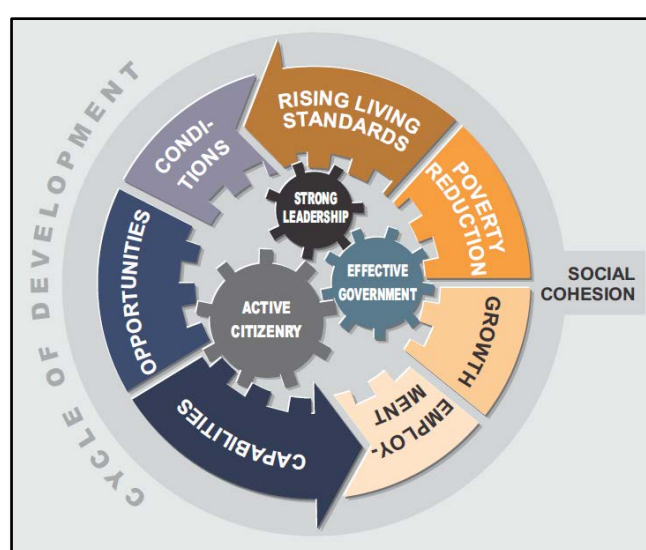 CYCLE OF DEVELOPMENT
RISING LIVING
STANDARDS
POVERTY
REDUCTION
GROWTH
EMPLOY-
MENT
CAPABILITIES
OPPORTUNITIES
CONDI-
TIONS
STRONG
LEADERSHIP
EFFECTIVE
GOVERNMENT
ACTIVE
CITIZENRY
SOCIAL
COHESION